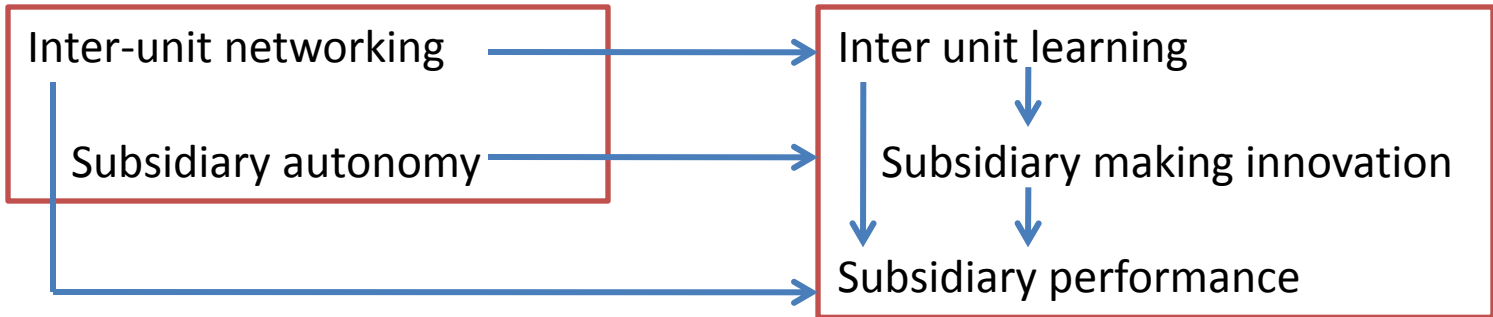 Inter-unit networking
Inter unit learning
Subsidiary autonomy
Subsidiary making innovation
Subsidiary performance